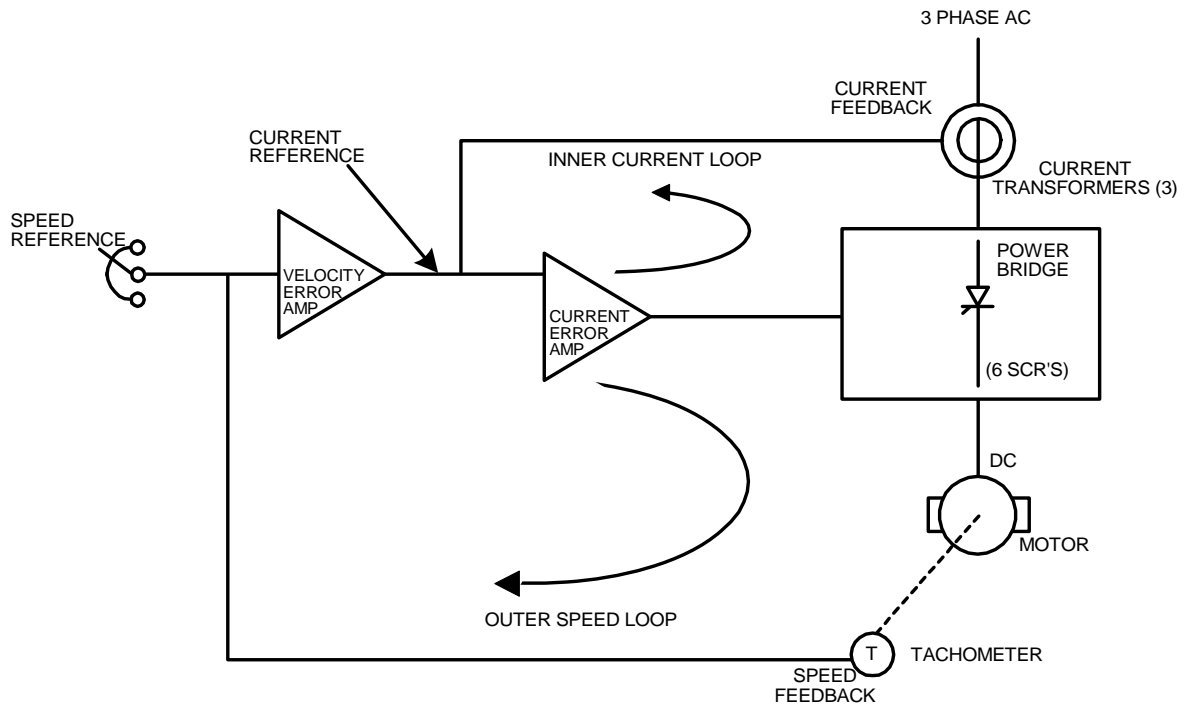 3 PHASE AC
CURRENT
FEEDBACK
CURRENT
REFERENCE
INNER CURRENT LOOP
CURRENT
TRANSFORMERS (3)
SPEED
REFERENCE
VELOCITY
ERROR
AMP
POWER
BRIDGE
CURRENT
ERROR
AMP
(6 SCR'S)
DC
MOTOR
OUTER SPEED LOOP
T
TACHOMETER
SPEED
FEEDBACK